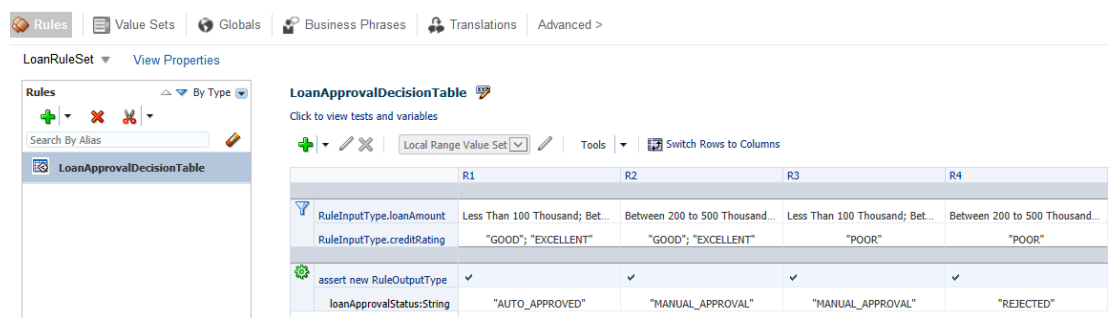 Rules Value Sets Globals Business Phrases Translations Advanced >
LoanRuleSet View Properties
Rules By Type
Search By Alias
LoanApprovalDecisionTable
LoanApprovalDecisionTable
Click to view tests and variables
Local Range Value Set Tools Switch Rows to Columns
R1 R2 R3 R4
RuleInputType.loanAmount Less Than 100 Thousand; Bet... Between 200 to 500 Thousand... Less Than 100 Thousand; Bet... Between 200 to 500 Thousand...
RuleInputType.creditRating "GOOD"; "EXCELLENT" "GOOD"; "EXCELLENT" "POOR" "POOR"
assert new RuleOutputType
loanApprovalStatus:String "AUTO_APPROVED" "MANUAL_APPROVAL" "MANUAL_APPROVAL" "REJECTED"